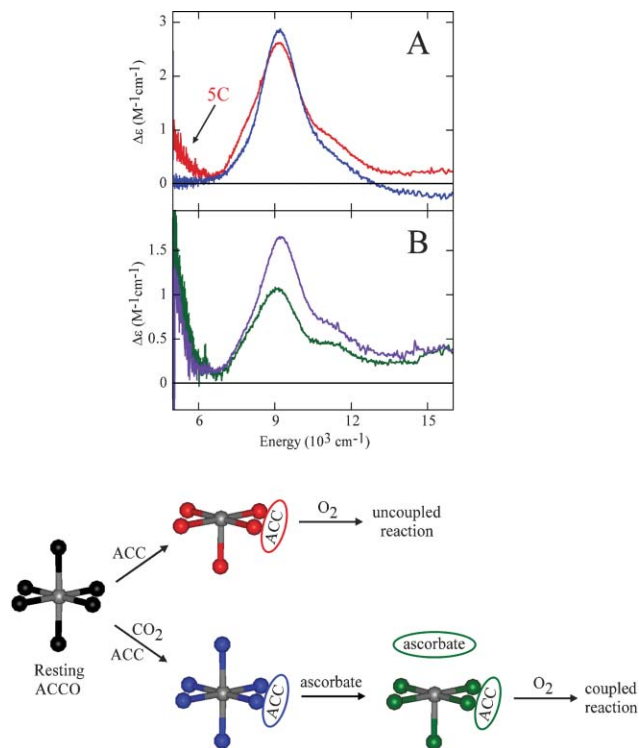 3
2
1
0
Δε (M⁻¹cm⁻¹)
5C
A
1.5
1
0.5
0
Δε (M⁻¹cm⁻¹)
B
6 9 12 15
Energy (10³ cm⁻¹)
Resting
ACCO
ACC
ACC
O₂
uncoupled
reaction
CO₂
ACC
ACC
ascorbate
ascorbate
ACC
O₂
coupled
reaction